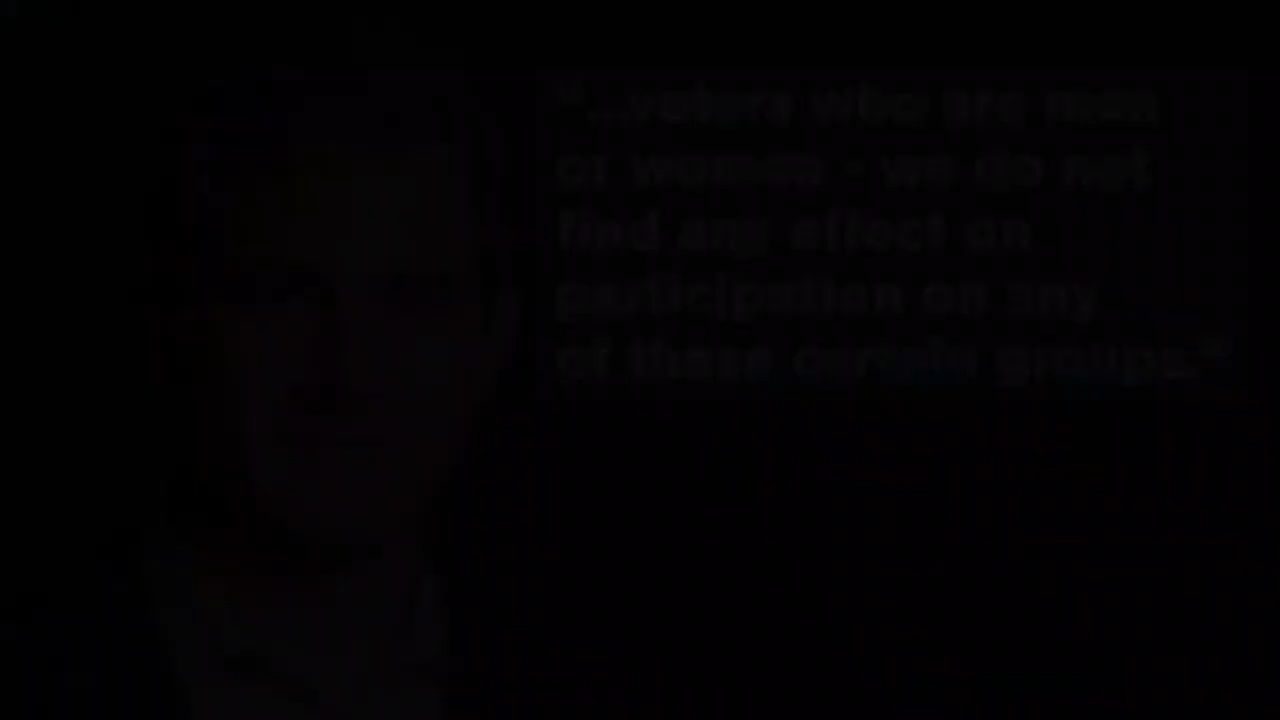 "...voters who are men
or women - we do not
find any effect on
participation on any
of these certain groups."